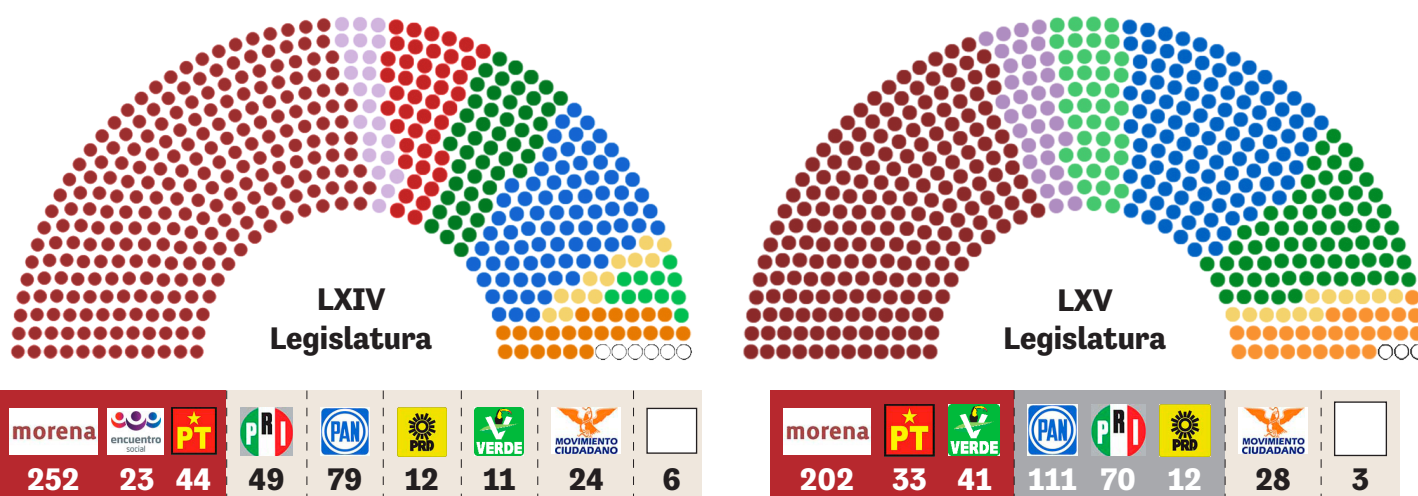 LXIV
Legislatura
morena
encuentro
social
PT
PRI
PAN
PRD
VERDE
MOVIMIENTO
CIUDADANO
252 23 44 49 79 12 11 24 6
LXV
Legislatura
morena
PT
VERDE
PAN
PRI
PRD
MOVIMIENTO
CIUDADANO
202 33 41 111 70 12 28 3